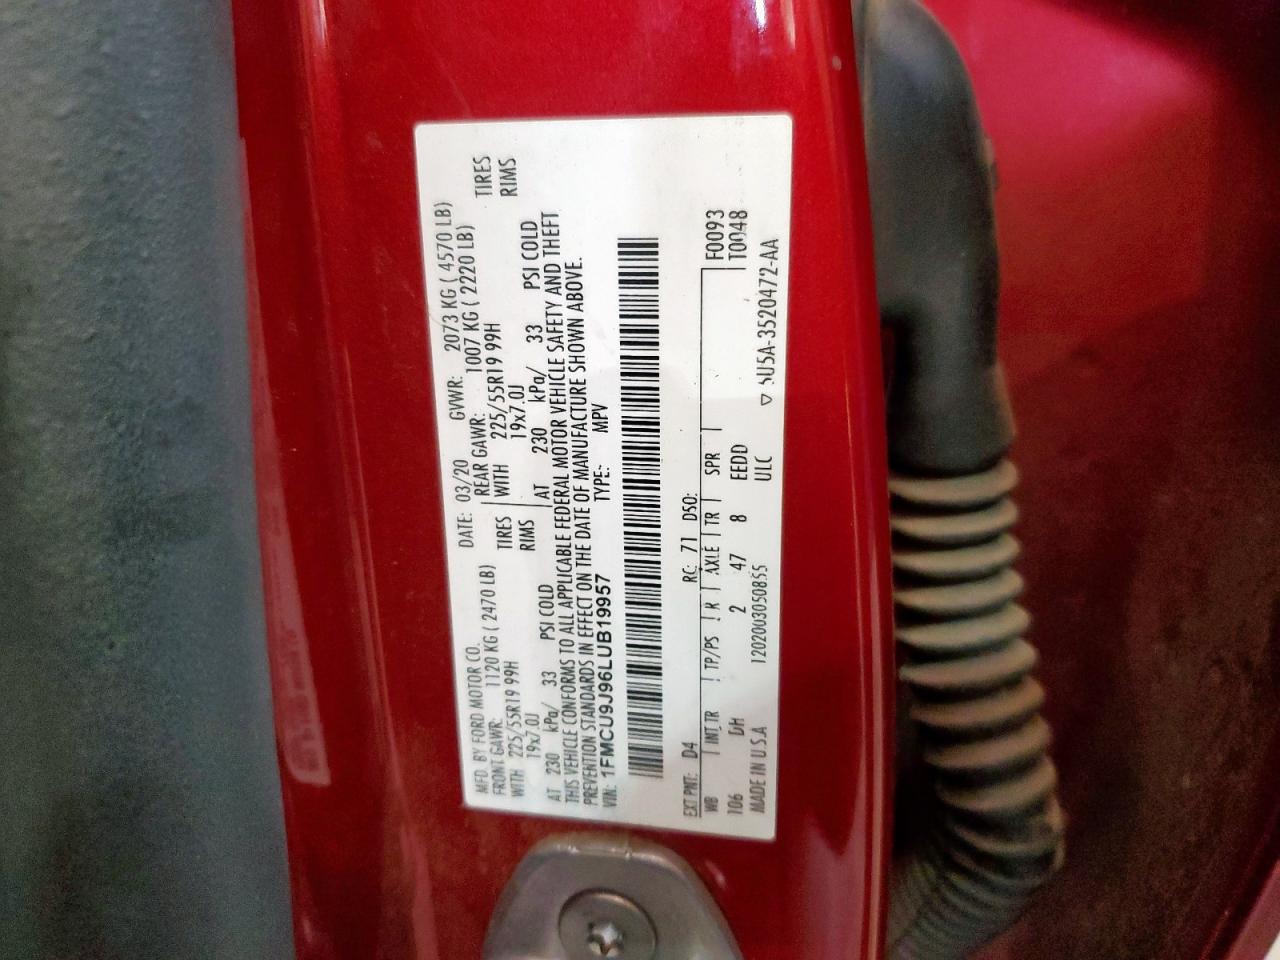 MFD. BY FORD MOTOR CO.
DATE: 03/20 GVWR: 2073 KG ( 4570 LB)
FRONT GAWR: 1120 KG ( 2470 LB) REAR GAWR: 1007 KG ( 2220 LB)
WITH 225/55R19 99H TIRES WITH 225/55R19 99H TIRES
19x7.0J RIMS 19x7.0J RIMS
AT 230 kPa/ 33 PSI COLD AT 230 kPa/ 33 PSI COLD
THIS VEHICLE CONFORMS TO ALL APPLICABLE FEDERAL MOTOR VEHICLE SAFETY AND THEFT
PREVENTION STANDARDS IN EFFECT ON THE DATE OF MANUFACTURE SHOWN ABOVE.
VIN: 1FMCU9J96LUB19957 TYPE: MPV
EXT PNT: D4 RC: 71 DSO: F0093
WB INT TR TP/PS R AXLE TR SPR T0048
106 DH 2 47 8 EEDD
ULC
MADE IN U.S.A 1202003050855 ▽ 5U5A-3520472-AA